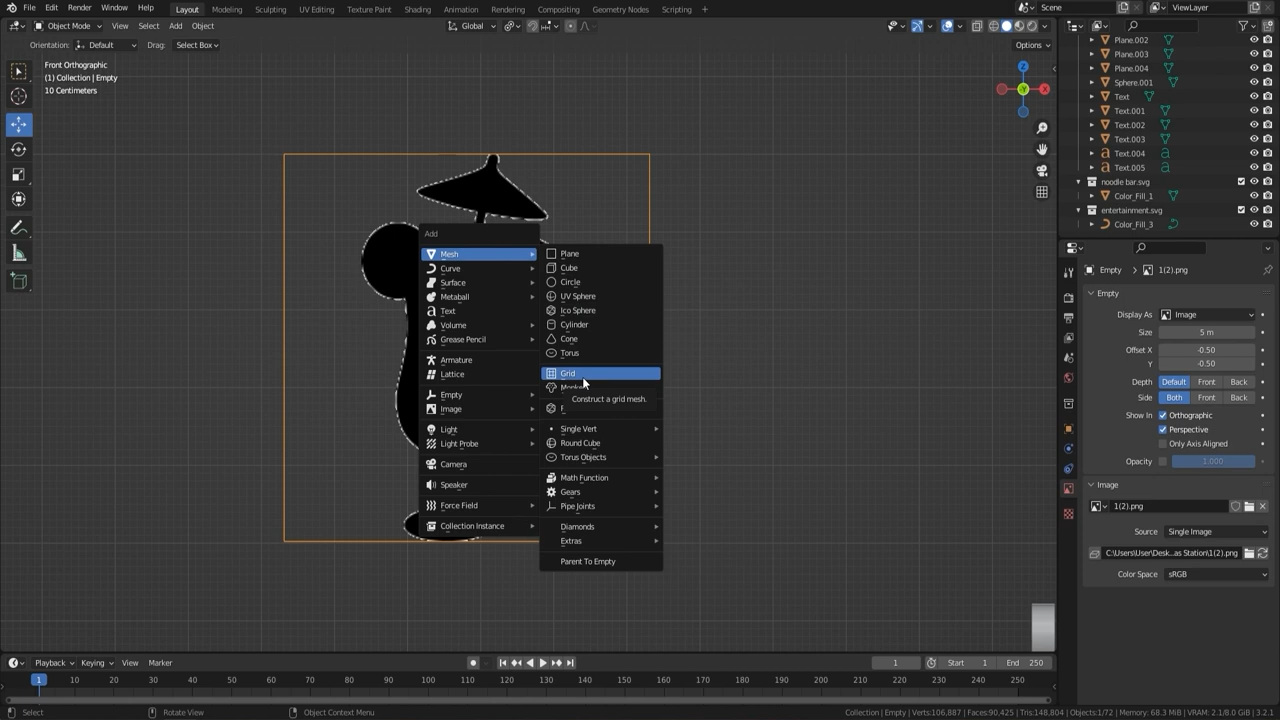 File Edit Render Window Help Layout Modeling Sculpting UV Editing Texture Paint Shading Animation Rendering Compositing Geometry Nodes Scripting + Scene ViewLayer
Object Mode View Select Add Object Global
Orientation: Default Drag: Select Box Options
Front Orthographic
(1) Collection | Empty
10 Centimeters
Z
Y
X
Add
Mesh
Curve
Surface
Metaball
Text
Volume
Grease Pencil
Armature
Lattice
Empty
Image
Light
Light Probe
Camera
Speaker
Force Field
Collection Instance
Plane
Cube
Circle
UV Sphere
Ico Sphere
Cylinder
Cone
Torus
Grid
Construct a grid mesh.
Single Vert
Round Cube
Torus Objects
Math Function
Gears
Pipe Joints
Diamonds
Extras
Parent To Empty
Plane.002
Plane.003
Plane.004
Sphere.001
Text
Text.001
Text.002
Text.003
Text.004
Text.005
noodle bar.svg
Color_Fill_1
entertainment.svg
Color_Fill_3
Empty 1(2).png
Empty
Display As Image
Size 5 m
Offset X -0.50
Y -0.50
Depth Default Front Back
Side Both Front Back
Show In Orthographic
Perspective
Only Axis Aligned
Opacity 1.000
Image
1(2).png
Source Single Image
C:\Users\User\Desk...as Station\1(2).png
Color Space sRGB
Playback Keying View Marker 1 Start 1 End 250
1 10 20 30 40 50 60 70 80 90 100 110 120 130 140 150 160 170 180 190 200 210 220 230 240 250
Select Rotate View Object Context Menu Collection | Empty | Verts:106,887 | Faces:90,425 | Tris:148,804 | Objects:1/72 | Memory: 68.3 MiB | VRAM: 2.1/8.0 GiB | 3.2.1